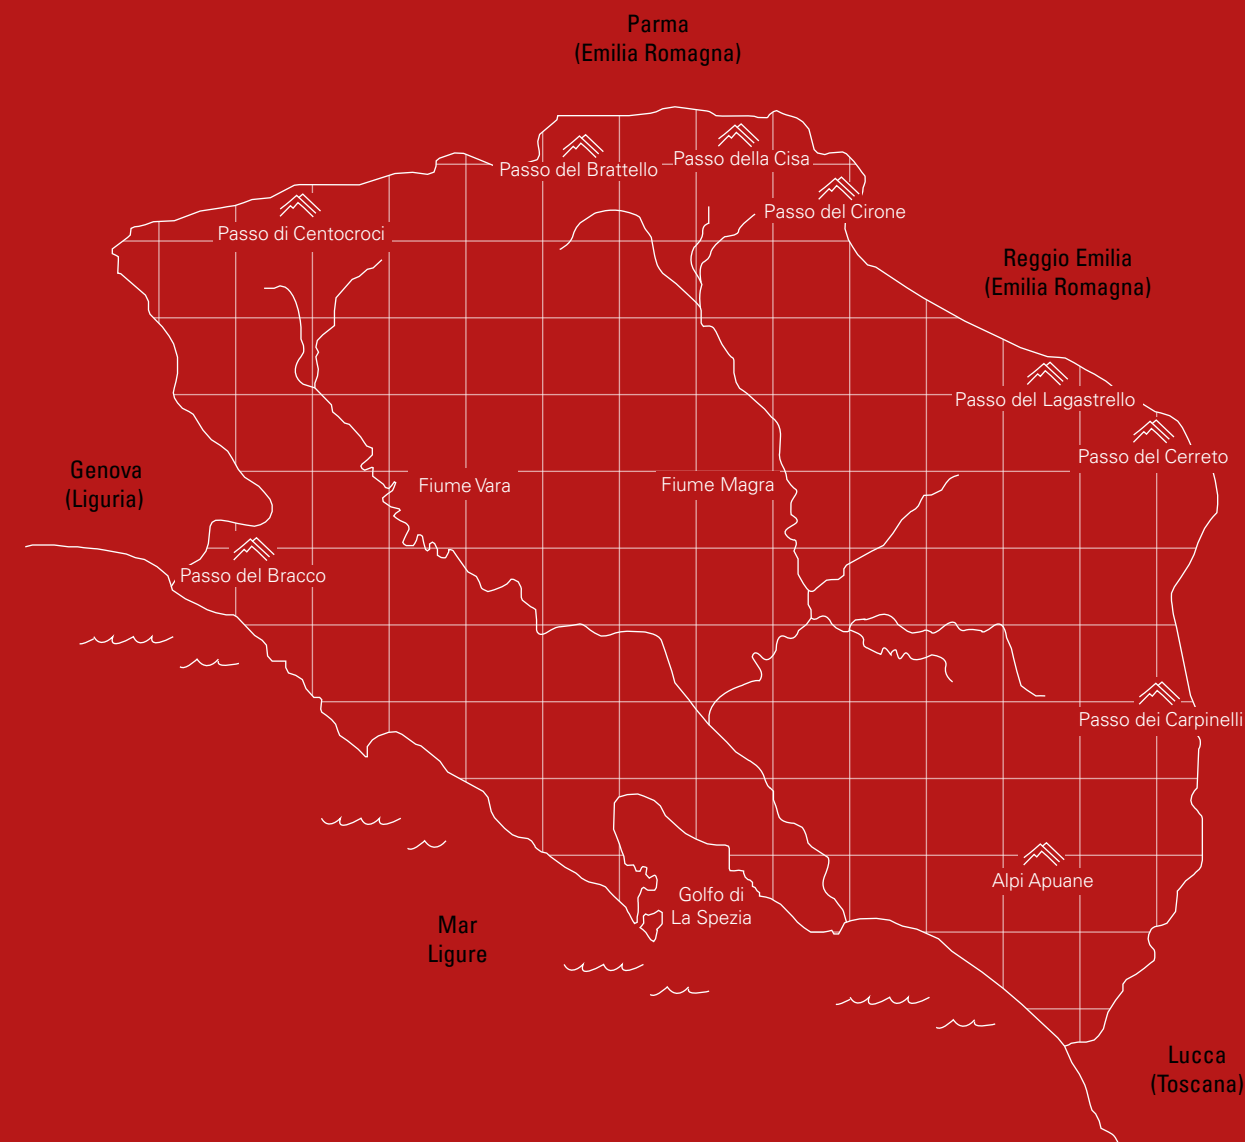 Parma
(Emilia Romagna)
Passo del Brattello
Passo della Cisa
Passo del Cirone
Passo di Centocroci
Reggio Emilia
(Emilia Romagna)
Passo del Lagastrello
Passo del Cerreto
Genova
(Liguria)
Fiume Vara
Fiume Magra
Passo del Bracco
Passo dei Carpinelli
Alpi Apuane
Golfo di
La Spezia
Mar
Ligure
Lucca
(Toscana)